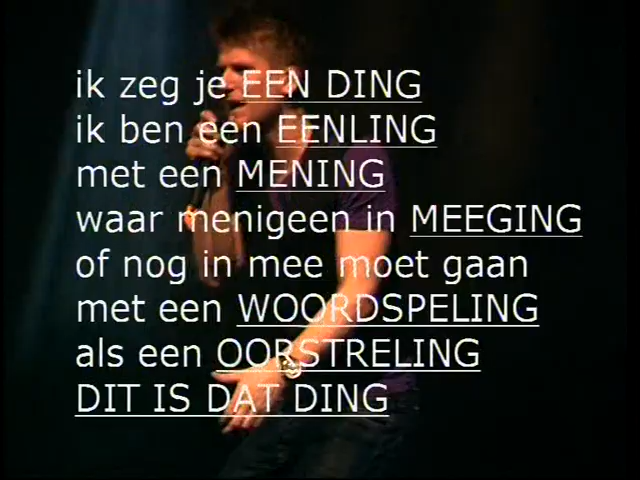 ik zeg je EEN DING
ik ben een EENLING
met een MENING
waar menigeen in MEEGING
of nog in mee moet gaan
met een WOORDSPELING
als een OORSTRELING
DIT IS DAT DING